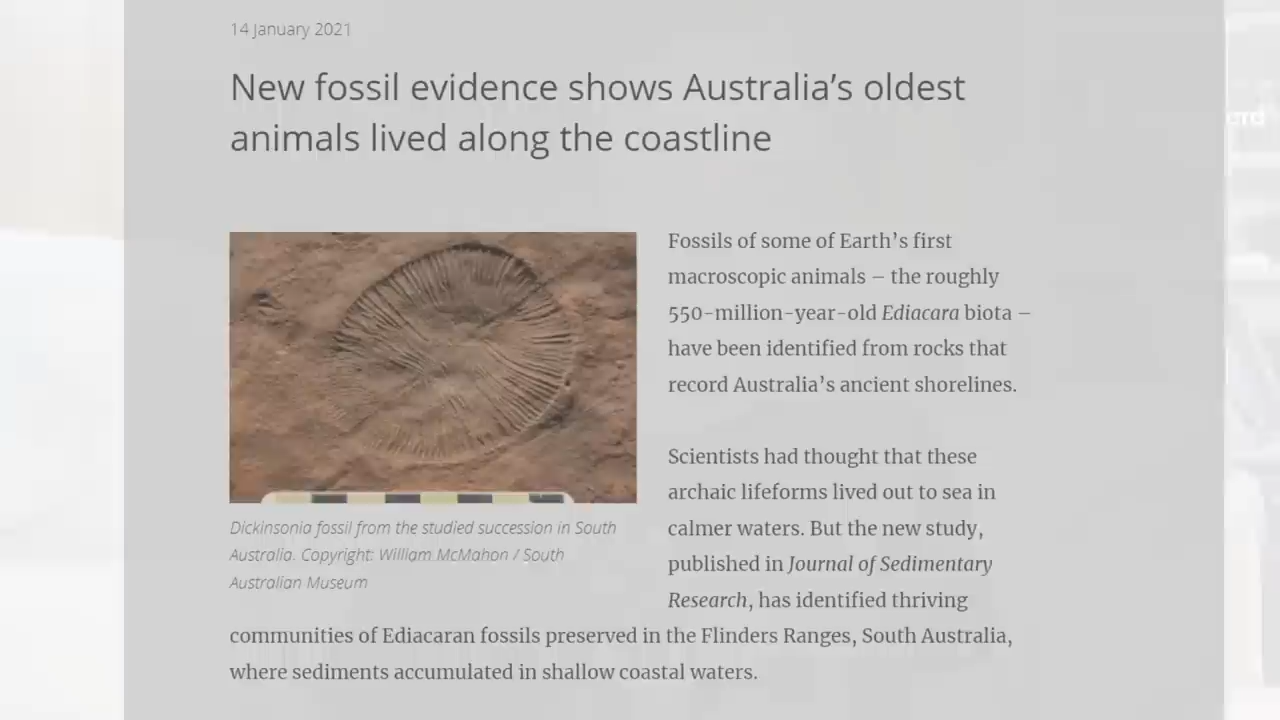 14 January 2021
New fossil evidence shows Australia’s oldest
animals lived along the coastline
Fossils of some of Earth’s first
macroscopic animals – the roughly
550-million-year-old Ediacara biota –
have been identified from rocks that
record Australia’s ancient shorelines.
Scientists had thought that these
archaic lifeforms lived out to sea in
calmer waters. But the new study,
published in Journal of Sedimentary
Research, has identified thriving
communities of Ediacaran fossils preserved in the Flinders Ranges, South Australia,
where sediments accumulated in shallow coastal waters.
Dickinsonia fossil from the studied succession in South
Australia. Copyright: William McMahon / South
Australian Museum